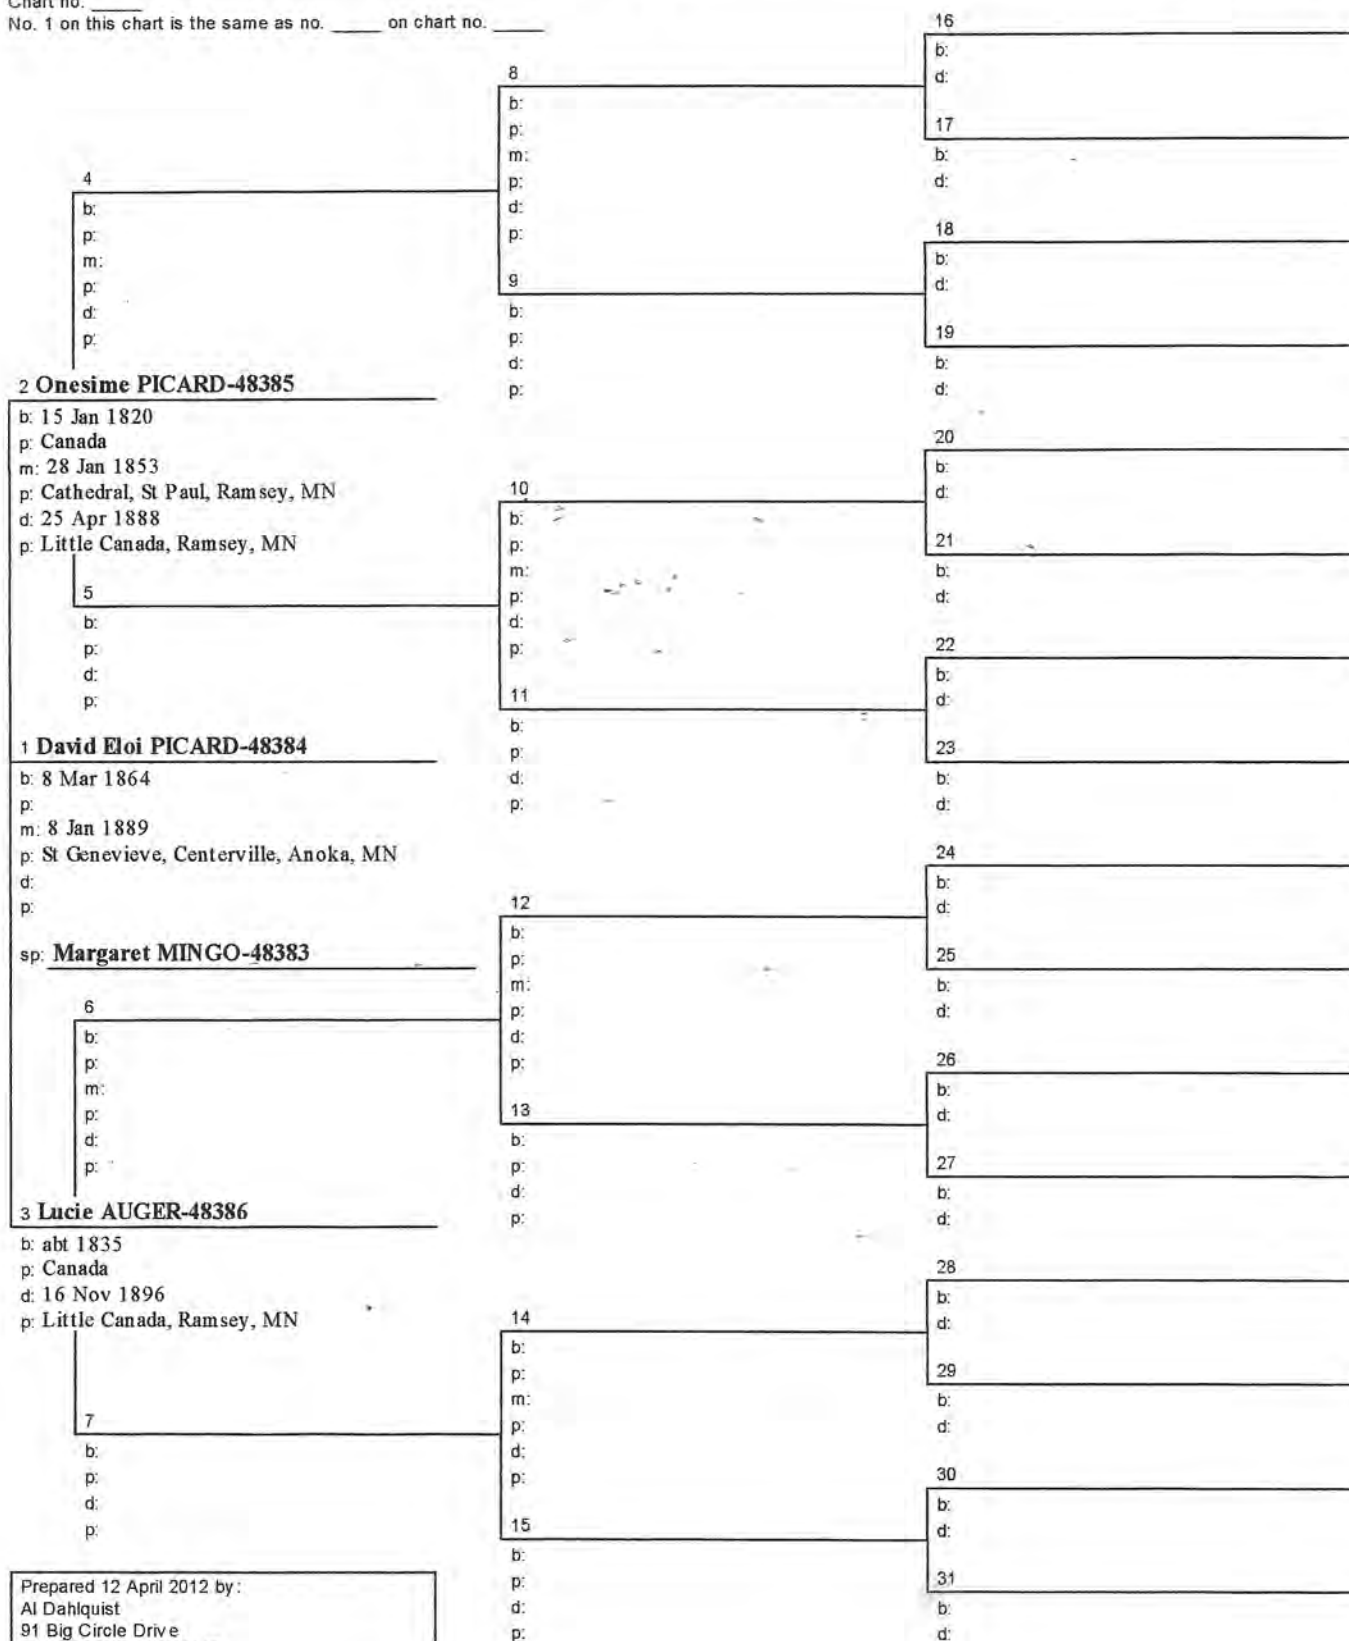 Chart no. _____
No. 1 on this chart is the same as no. _____ on chart no. _____
4
b:
p:
m:
p:
d:
p:
2 Onesime PICARD-48385
b: 15 Jan 1820
p: Canada
m: 28 Jan 1853
p: Cathedral, St Paul, Ramsey, MN
d: 25 Apr 1888
p: Little Canada, Ramsey, MN
5
b:
p:
d:
p:
1 David Eloi PICARD-48384
b: 8 Mar 1864
p:
m: 8 Jan 1889
p: St Genevieve, Centerville, Anoka, MN
d:
p:
sp: Margaret MINGO-48383
6
b:
p:
m:
p:
d:
p:
3 Lucie AUGER-48386
b: abt 1835
p: Canada
d: 16 Nov 1896
p: Little Canada, Ramsey, MN
7
b:
p:
d:
p:
Prepared 12 April 2012 by:
Al Dahlquist
91 Big Circle Drive
8
b:
p:
m:
p:
d:
p:
9
b:
p:
d:
p:
10
b:
p:
m:
p:
d:
p:
11
b:
p:
d:
p:
12
b:
p:
m:
p:
d:
p:
13
b:
p:
d:
p:
14
b:
p:
m:
p:
d:
p:
15
b:
p:
d:
p:
16
b:
d:
17
b:
d:
18
b:
d:
19
b:
d:
20
b:
d:
21
b:
d:
22
b:
d:
23
b:
d:
24
b:
d:
25
b:
d:
26
b:
d:
27
b:
d:
28
b:
d:
29
b:
d:
30
b:
d:
31
b:
d: